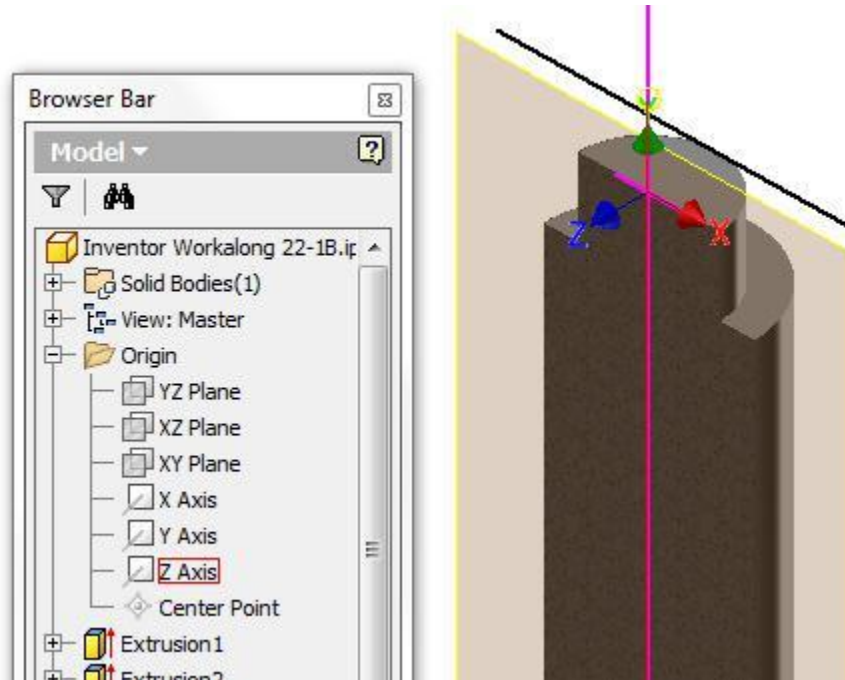 Browser Bar
Model
Inventor Workalong 22-1B.ip
Solid Bodies(1)
View: Master
Origin
YZ Plane
XZ Plane
XY Plane
X Axis
Y Axis
Z Axis
Center Point
Extrusion1
Extrusion2
Y
Z
X